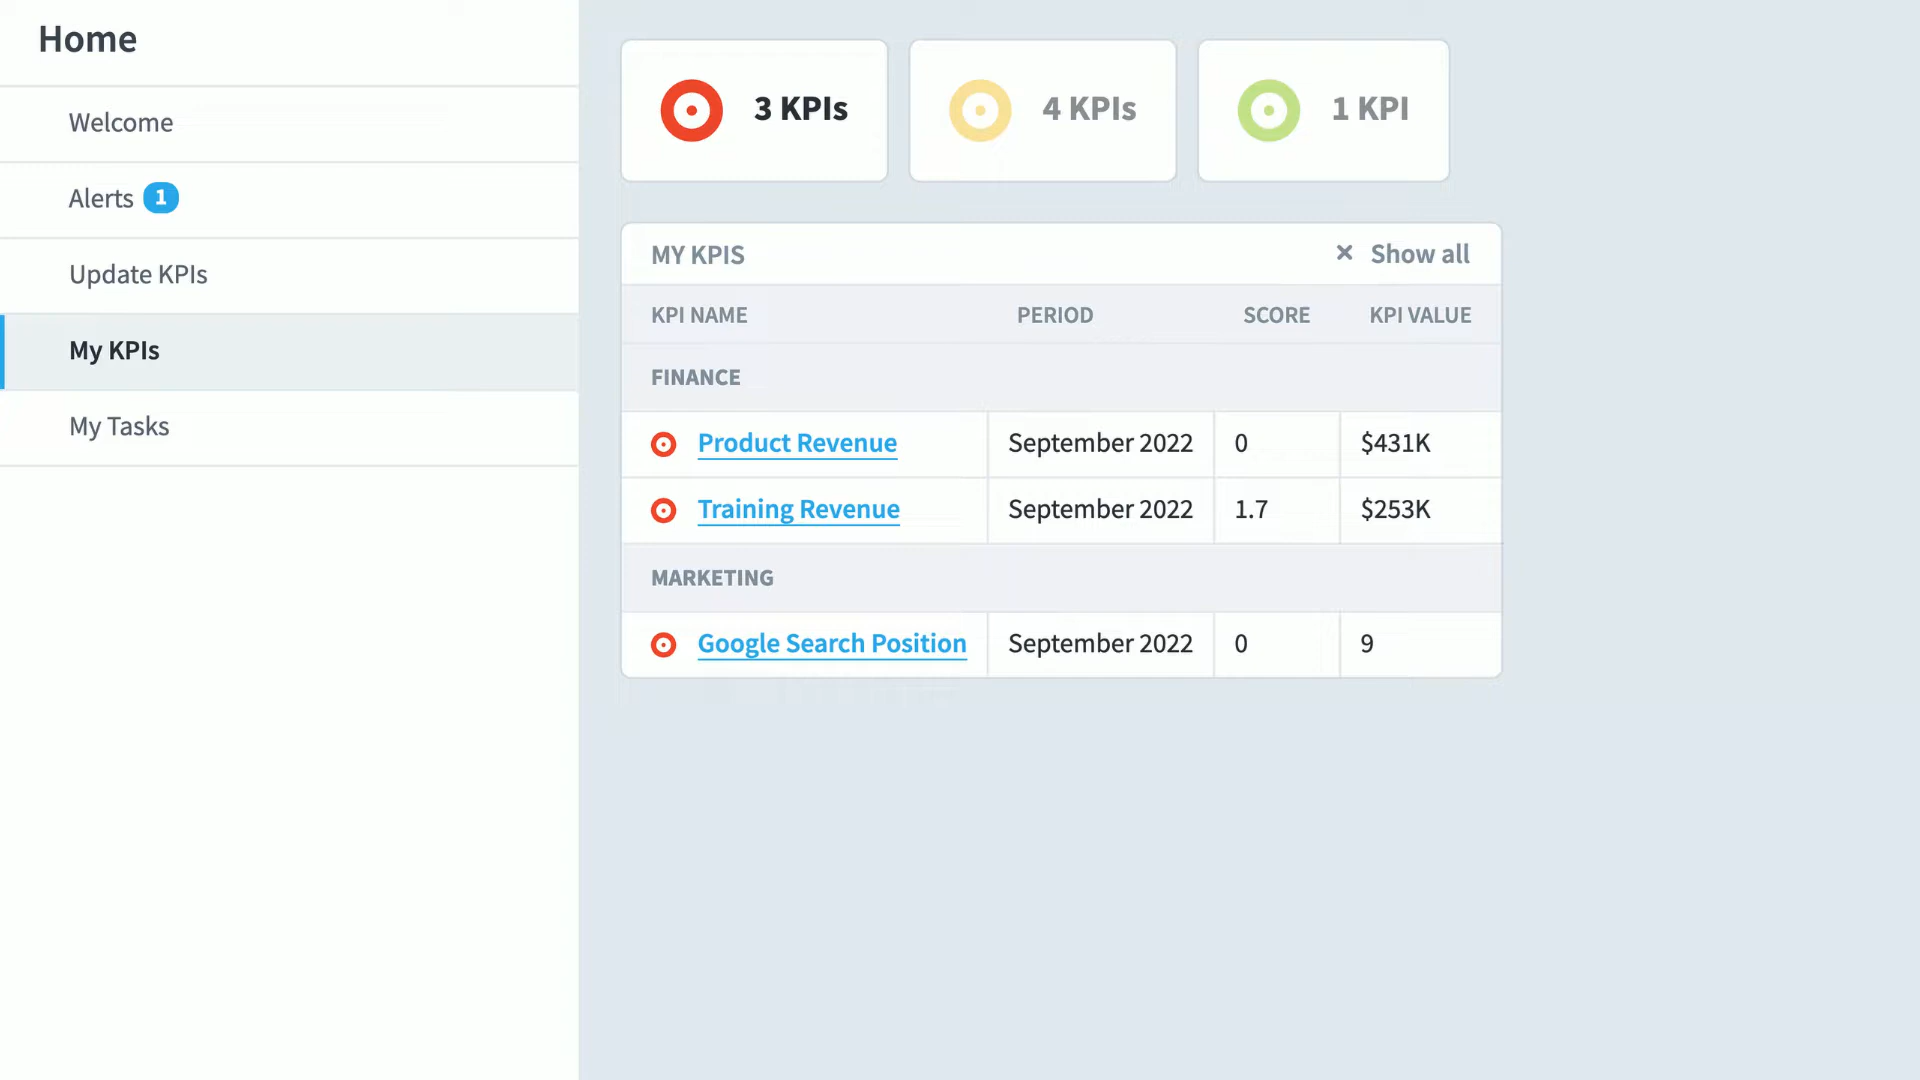 Home
Welcome
Alerts 1
Update KPIs
My KPIs
My Tasks
3 KPIs
4 KPIs
1 KPI
MY KPIS
× Show all
KPI NAME PERIOD SCORE KPI VALUE
FINANCE
Product Revenue September 2022 0 $431K
Training Revenue September 2022 1.7 $253K
MARKETING
Google Search Position September 2022 0 9